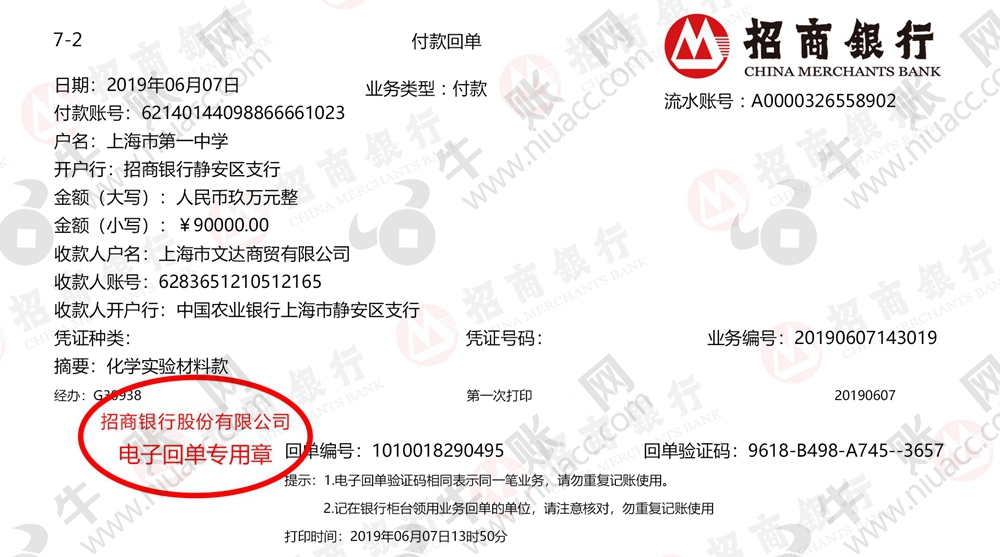 7-2
付款回单
招商银行
CHINA MERCHANTS BANK
日期：2019年06月07日
业务类型：付款
流水账号：A0000326558902
付款账号：62140144098866661023
户名：上海市第一中学
开户行：招商银行静安区支行
金额（大写）：人民币玖万元整
金额（小写）：￥90000.00
收款人户名：上海市文达商贸有限公司
收款人账号：6283651210512165
收款人开户行：中国农业银行上海市静安区支行
凭证种类：
凭证号码：
业务编号：20190607143019
摘要：化学实验材料款
经办：G39938
第一次打印
20190607
招商银行股份有限公司
电子回单专用章
回单编号：1010018290495
回单验证码：9618-B498-A745--3657
提示：1.电子回单验证码相同表示同一笔业务，请勿重复记账使用。
2.记在银行柜台领用业务回单的单位，请注意核对，勿重复记账使用
打印时间：2019年06月07日13时50分
牛账网
www.niuacc.com